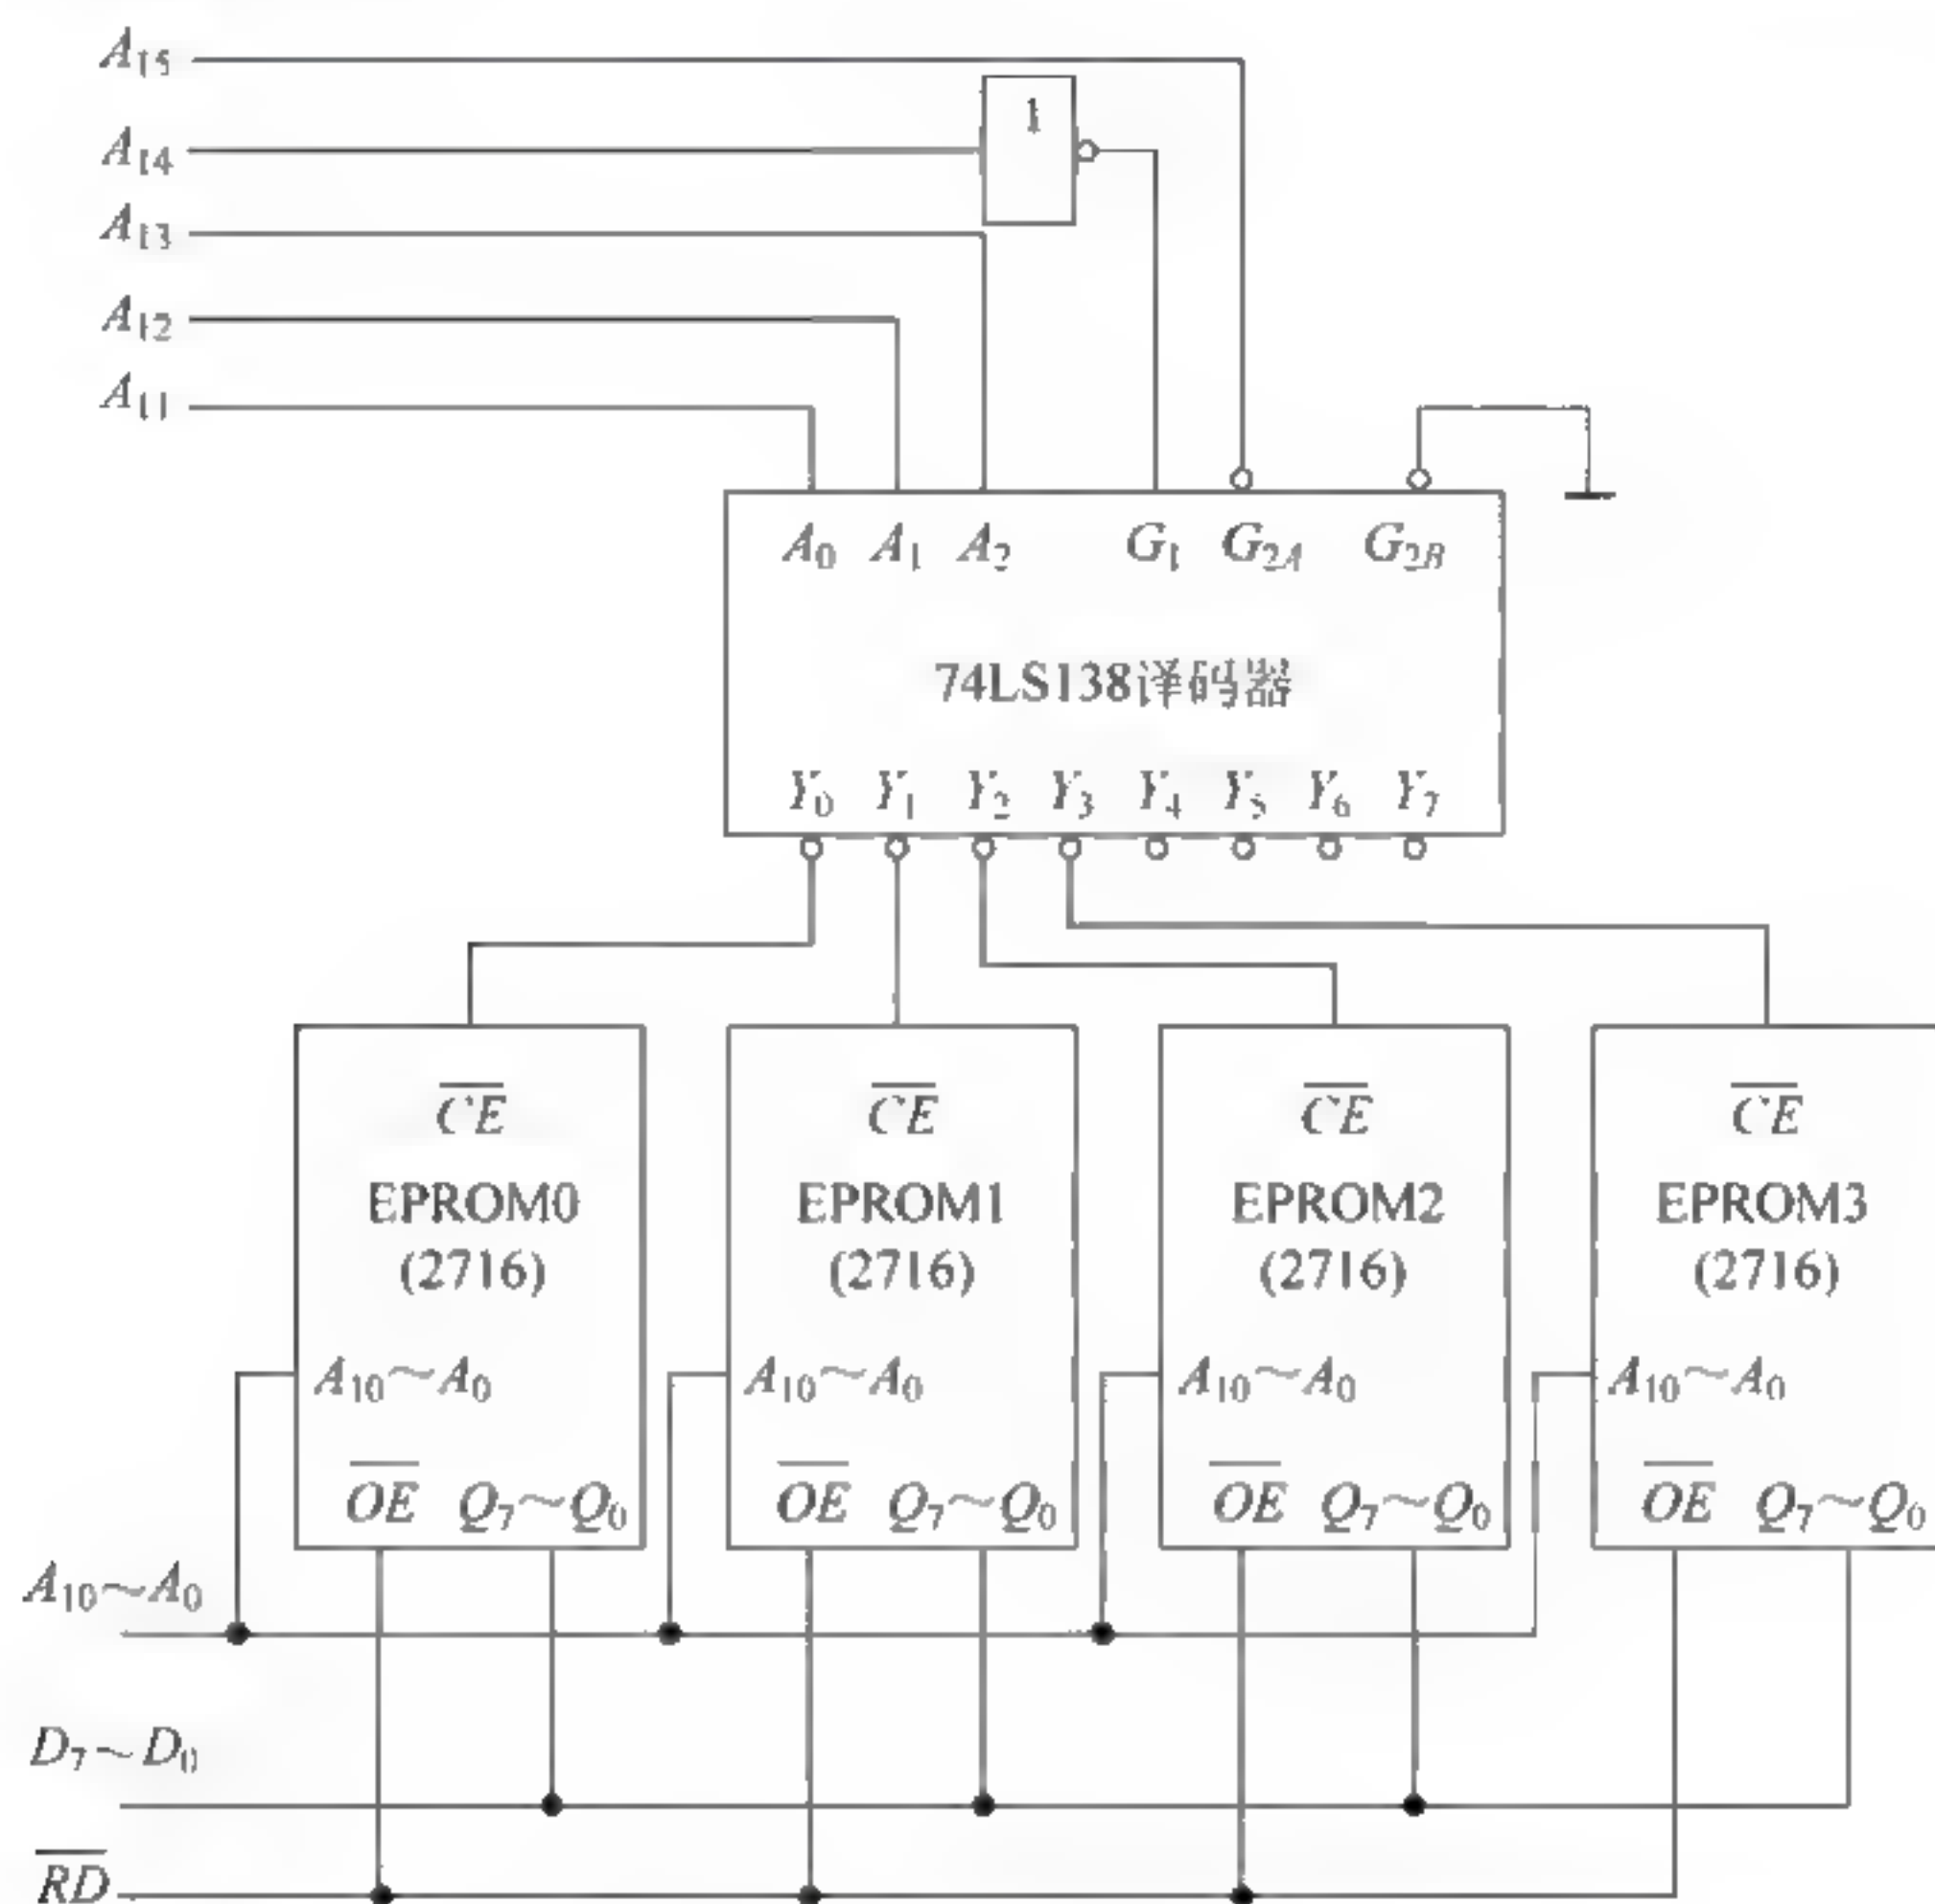 A15
A14
1
A13
A12
A11
A0 A1 A2 G1 G2A G2B
74LS138译码器
Y0 Y1 Y2 Y3 Y4 Y5 Y6 Y7
CE CE CE CE
EPROM0 EPROM1 EPROM2 EPROM3
(2716) (2716) (2716) (2716)
A10~A0 A10~A0 A10~A0 A10~A0
OE Q7~Q0 OE Q7~Q0 OE Q7~Q0 OE Q7~Q0
A10~A0
D7~D0
RD